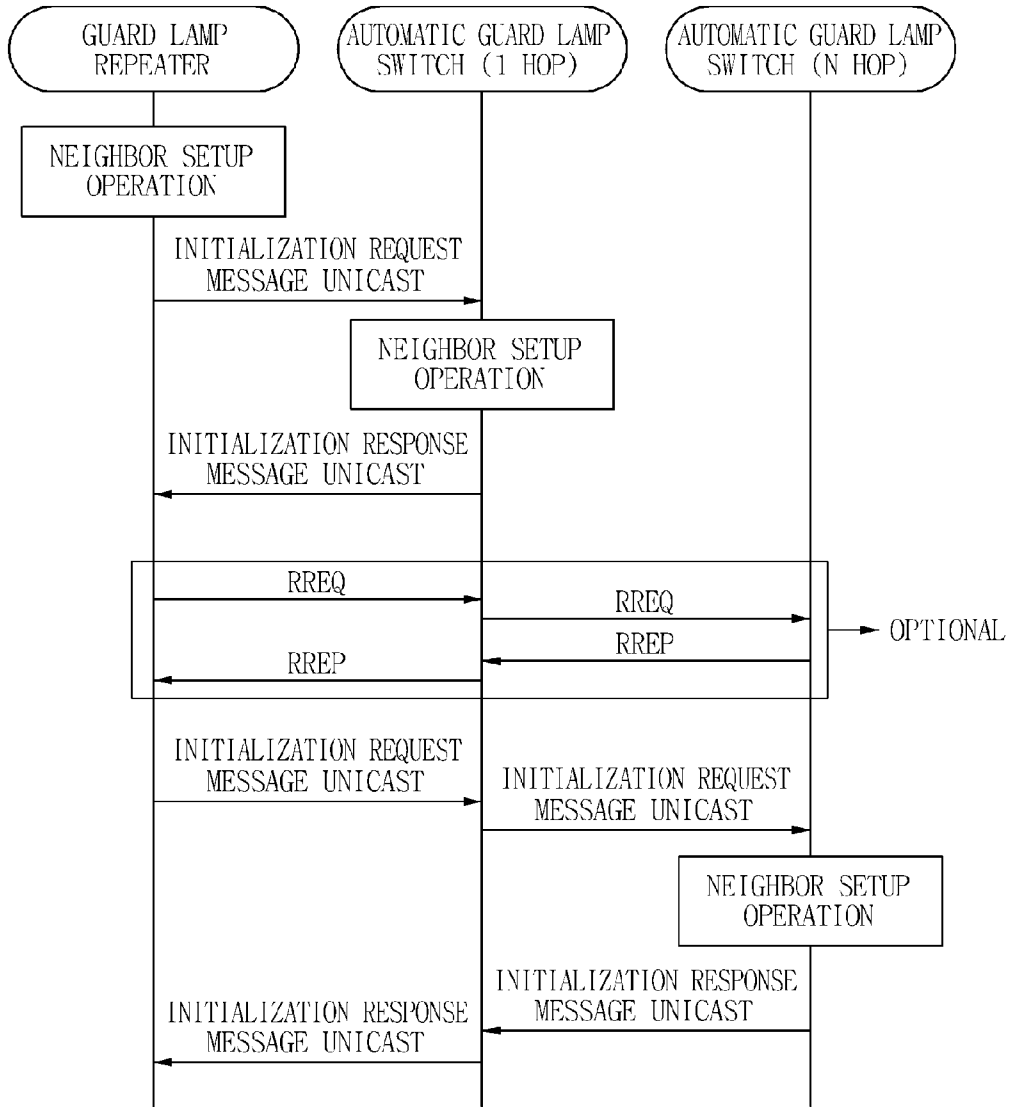 GUARD LAMP
REPEATER
AUTOMATIC GUARD LAMP
SWITCH (1 HOP)
AUTOMATIC GUARD LAMP
SWITCH (N HOP)
NEIGHBOR SETUP
OPERATION
INITIALIZATION REQUEST
MESSAGE UNICAST
NEIGHBOR SETUP
OPERATION
INITIALIZATION RESPONSE
MESSAGE UNICAST
RREQ
RREQ
OPTIONAL
RREP
RREP
INITIALIZATION REQUEST
MESSAGE UNICAST
INITIALIZATION REQUEST
MESSAGE UNICAST
NEIGHBOR SETUP
OPERATION
INITIALIZATION RESPONSE
MESSAGE UNICAST
INITIALIZATION RESPONSE
MESSAGE UNICAST